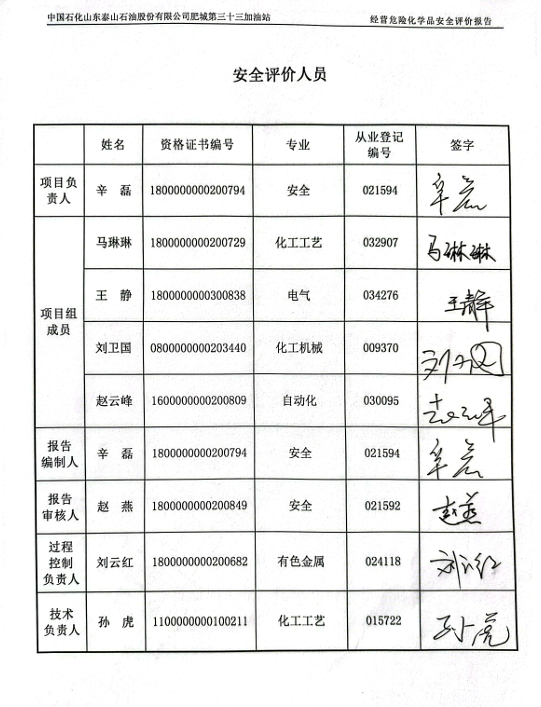 中国石化山东泰山石油股份有限公司肥城第三十三加油站 经营危险化学品安全评价报告
安全评价人员
姓名 资格证书编号 专业 从业登记编号 签字
项目负责人 辛磊 1800000000200794 安全 021594 辛磊
项目组成员 马琳琳 1800000000200729 化工工艺 032907 马琳琳
王静 1800000000300838 电气 034276 王静
刘卫国 0800000000203440 化工机械 009370 刘卫国
赵云峰 1600000000200809 自动化 030095 赵云峰
报告编制人 辛磊 1800000000200794 安全 021594 辛磊
报告审核人 赵燕 1800000000200849 安全 021592 赵燕
过程控制负责人 刘云红 1800000000200682 有色金属 024118 刘云红
技术负责人 孙虎 1100000000100211 化工工艺 015722 孙虎